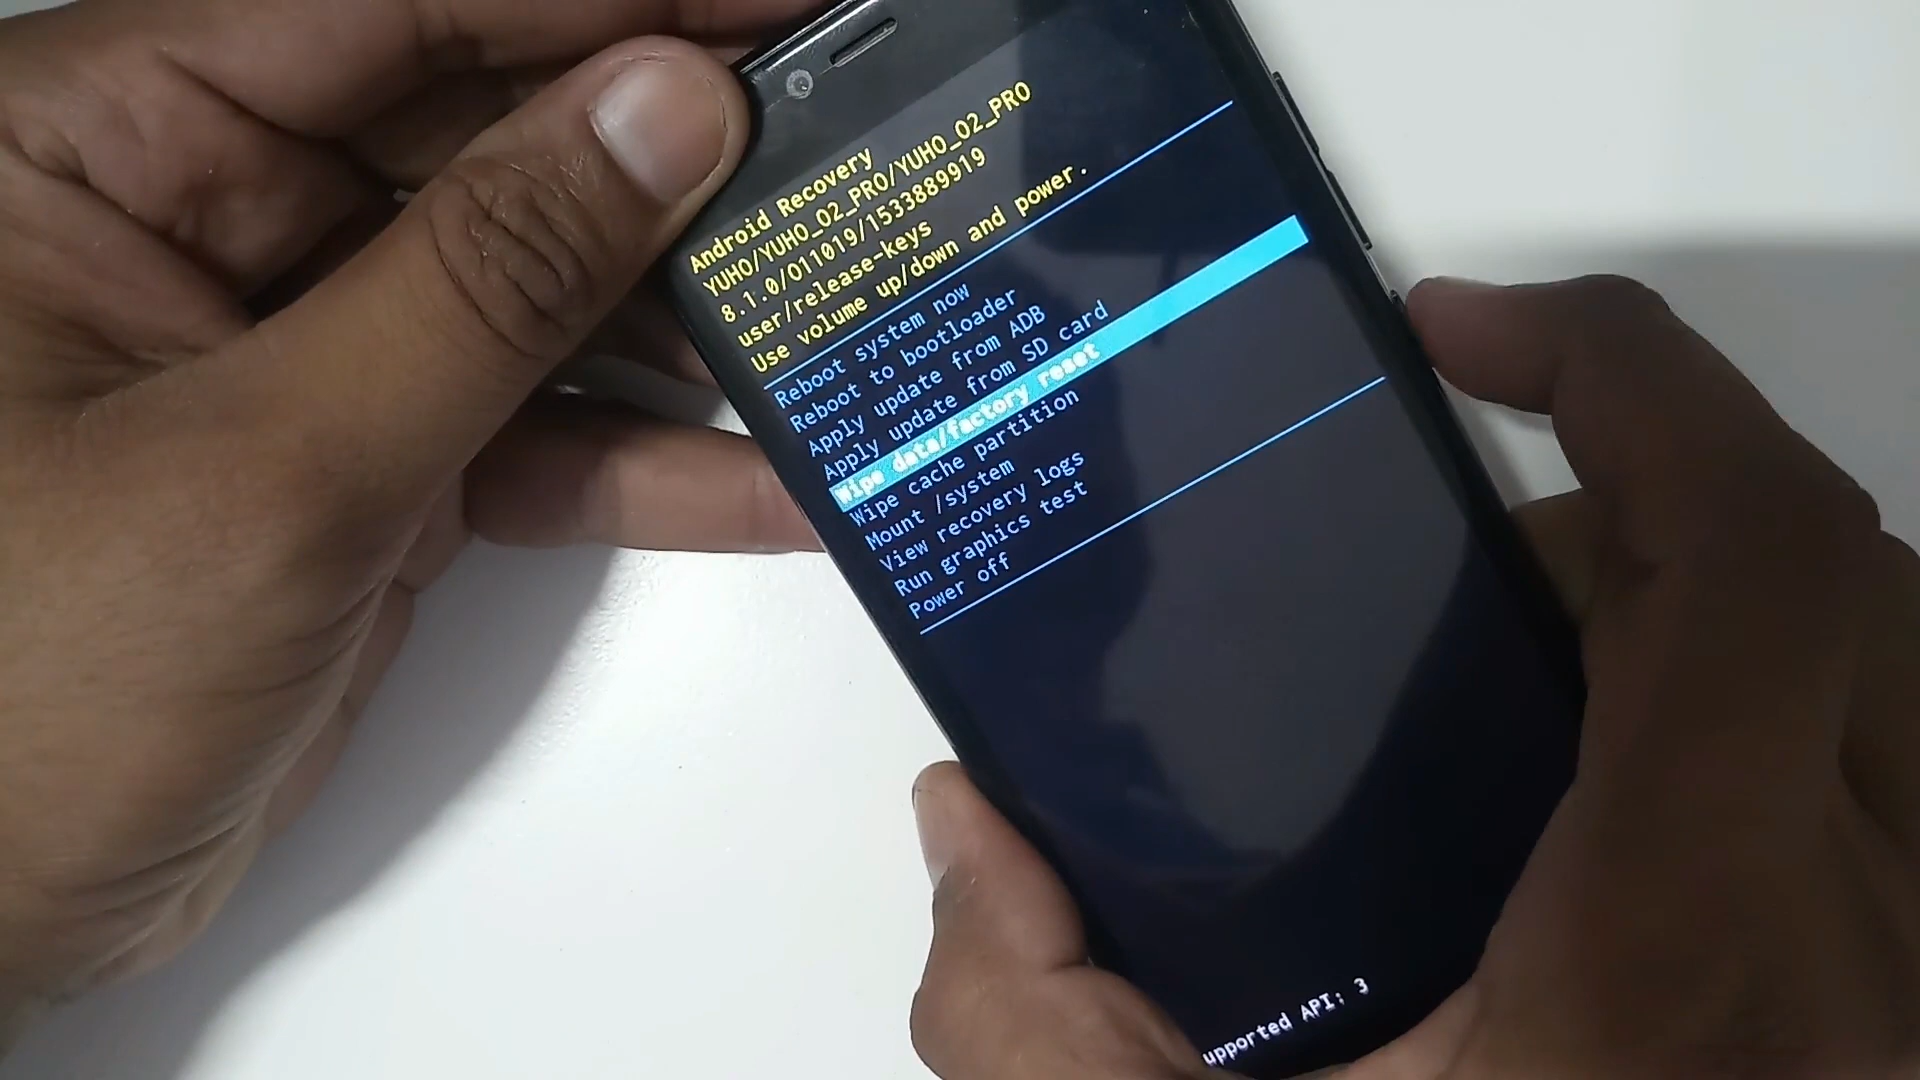 Android Recovery
YUHO/YUHO_O2_PRO/YUHO_O2_PRO
8.1.0/O11019/1533889919
user/release-keys
Use volume up/down and power.
Reboot system now
Reboot to bootloader
Apply update from ADB
Apply update from SD card
Wipe data/factory reset
Wipe cache partition
Mount /system
View recovery logs
Run graphics test
Power off
upported API: 3